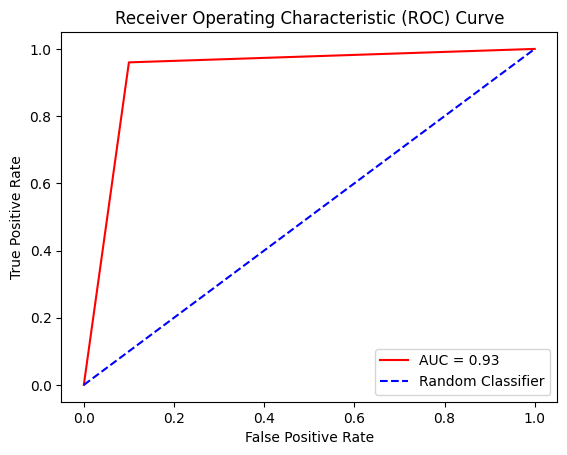 Receiver Operating Characteristic (ROC) Curve
True Positive Rate
1.0
0.8
0.6
0.4
0.2
0.0
AUC = 0.93
Random Classifier
0.0 0.2 0.4 0.6 0.8 1.0
False Positive Rate